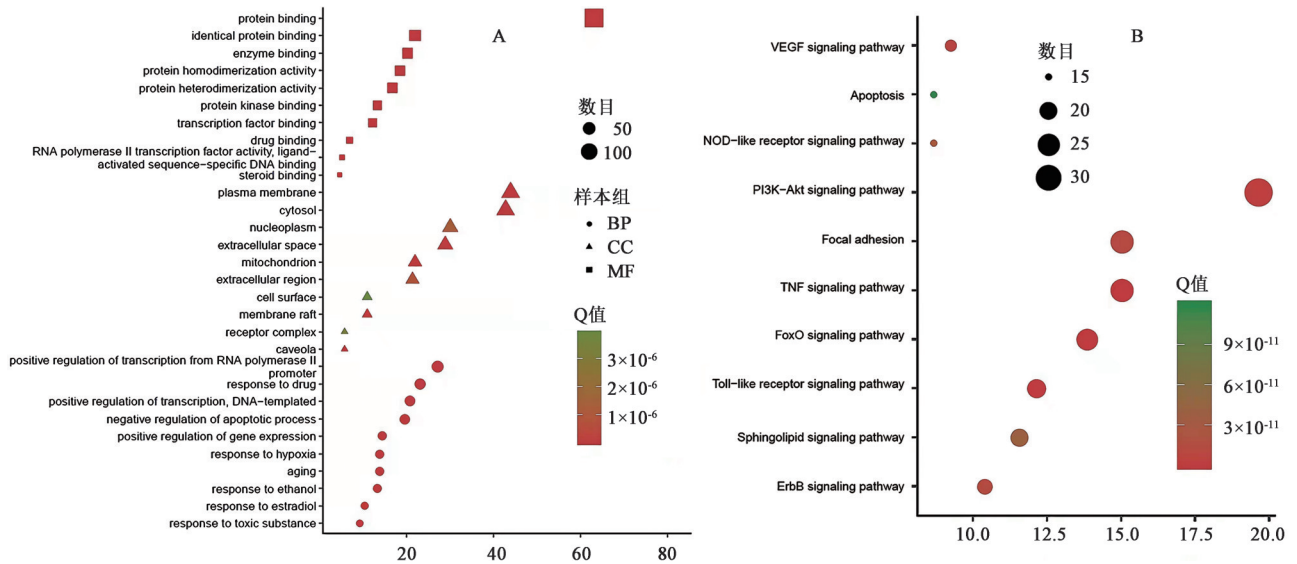 A
protein binding
identical protein binding
enzyme binding
protein homodimerization activity
protein heterodimerization activity
protein kinase binding
transcription factor binding
drug binding
RNA polymerase II transcription factor activity, ligand−
activated sequence−specific DNA binding
steroid binding
plasma membrane
cytosol
nucleoplasm
extracellular space
mitochondrion
extracellular region
cell surface
membrane raft
receptor complex
caveola
positive regulation of transcription from RNA polymerase II
promoter
response to drug
positive regulation of transcription, DNA−templated
negative regulation of apoptotic process
positive regulation of gene expression
response to hypoxia
aging
response to ethanol
response to estradiol
response to toxic substance
20 40 60 80
数目
50
100
样本组
BP
CC
MF
Q值
3×10⁻⁶
2×10⁻⁶
1×10⁻⁶
B
VEGF signaling pathway
Apoptosis
NOD−like receptor signaling pathway
PI3K−Akt signaling pathway
Focal adhesion
TNF signaling pathway
FoxO signaling pathway
Toll−like receptor signaling pathway
Sphingolipid signaling pathway
ErbB signaling pathway
10.0 12.5 15.0 17.5 20.0
数目
15
20
25
30
Q值
9×10⁻¹¹
6×10⁻¹¹
3×10⁻¹¹